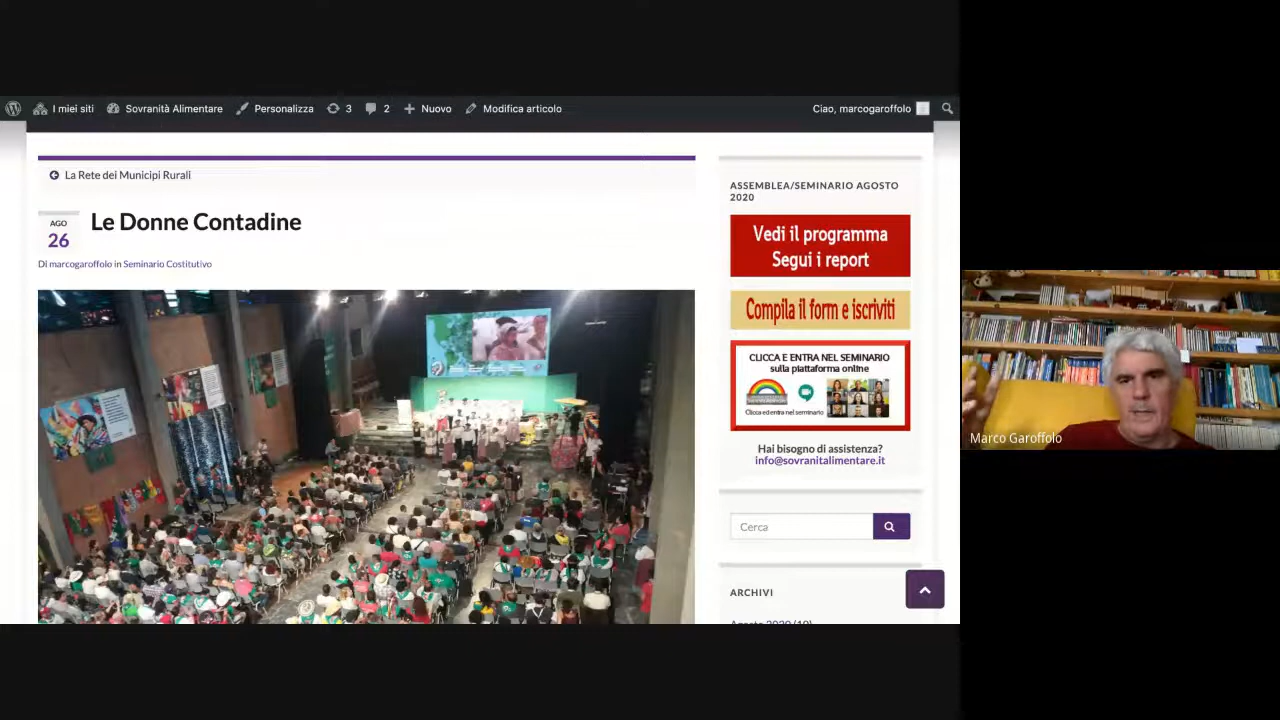 I miei siti
Sovranità Alimentare
Personalizza
3
2
Nuovo
Modifica articolo
Ciao, marcogaroffolo
La Rete dei Municipi Rurali
AGO
26
Le Donne Contadine
Di marcogaroffolo in Seminario Costitutivo
ASSEMBLEA/SEMINARIO AGOSTO
2020
Vedi il programma
Segui i report
Compila il form e iscriviti
CLICCA E ENTRA NEL SEMINARIO
sulla piattaforma online
Clicca ed entra nel seminario
Hai bisogno di assistenza?
info@sovranitalimentare.it
Cerca
ARCHIVI
Agosto 2020 (19)
Marco Garoffolo